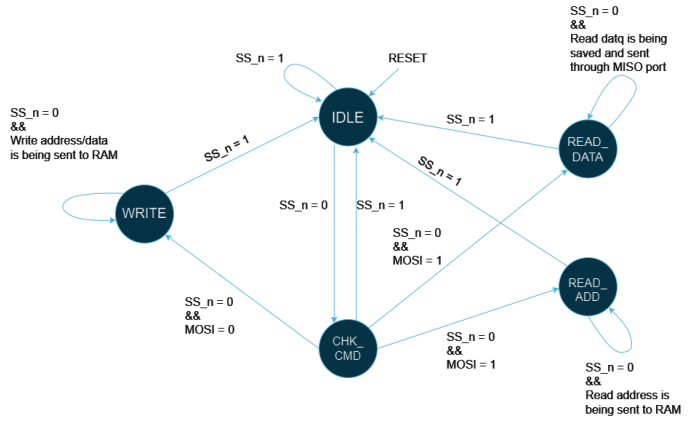 SS_n = 0
&&
Read datq is being
saved and sent
through MISO port
SS_n = 1
RESET
IDLE
SS_n = 0
&&
Write address/data
is being sent to RAM
SS_n = 1
SS_n = 1
READ_
DATA
SS_n = 1
WRITE
SS_n = 0
SS_n = 1
SS_n = 0
&&
MOSI = 1
READ_
ADD
SS_n = 0
&&
MOSI = 0
CHK_
CMD
SS_n = 0
&&
MOSI = 1
SS_n = 0
&&
Read address is
being sent to RAM